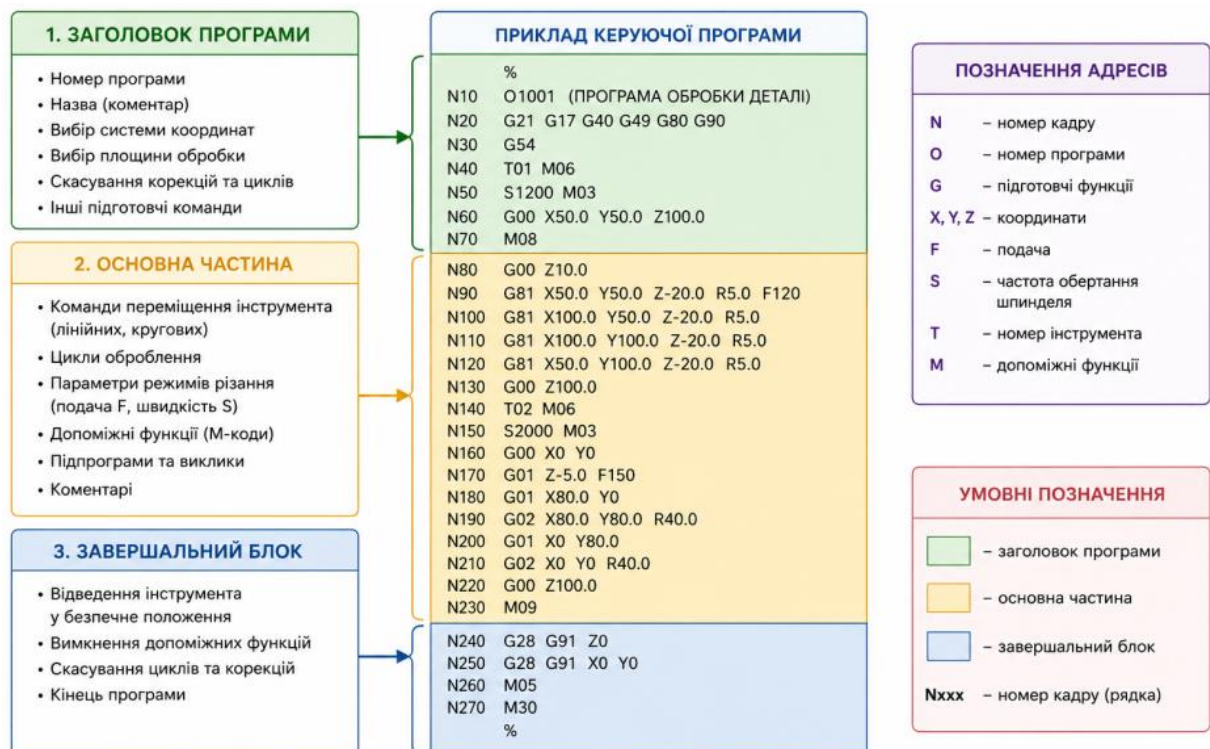 1. ЗАГОЛОВОК ПРОГРАМИ
• Номер програми
• Назва (коментар)
• Вибір системи координат
• Вибір площини обробки
• Скасування корекцій та циклів
• Інші підготовчі команди
2. ОСНОВНА ЧАСТИНА
• Команди переміщення інструмента
(лінійних, кругових)
• Цикли оброблення
• Параметри режимів різання
(подача F, швидкість S)
• Допоміжні функції (М-коди)
• Підпрограми та виклики
• Коментарі
3. ЗАВЕРШАЛЬНИЙ БЛОК
• Відведення інструмента
у безпечне положення
• Вимкнення допоміжних функцій
• Скасування циклів та корекцій
• Кінець програми
ПРИКЛАД КЕРУЮЧОЇ ПРОГРАМИ
%
N10 O1001 (ПРОГРАМА ОБРОБКИ ДЕТАЛІ)
N20 G21 G17 G40 G49 G80 G90
N30 G54
N40 T01 M06
N50 S1200 M03
N60 G00 X50.0 Y50.0 Z100.0
N70 M08
N80 G00 Z10.0
N90 G81 X50.0 Y50.0 Z-20.0 R5.0 F120
N100 G81 X100.0 Y50.0 Z-20.0 R5.0
N110 G81 X100.0 Y100.0 Z-20.0 R5.0
N120 G81 X50.0 Y100.0 Z-20.0 R5.0
N130 G00 Z100.0
N140 T02 M06
N150 S2000 M03
N160 G00 X0 Y0
N170 G01 Z-5.0 F150
N180 G01 X80.0 Y0
N190 G02 X80.0 Y80.0 R40.0
N200 G01 X0 Y80.0
N210 G02 X0 Y0 R40.0
N220 G00 Z100.0
N230 M09
N240 G28 G91 Z0
N250 G28 G91 X0 Y0
N260 M05
N270 M30
%
ПОЗНАЧЕННЯ АДРЕСІВ
N – номер кадру
O – номер програми
G – підготовчі функції
X, Y, Z – координати
F – подача
S – частота обертання
шпинделя
T – номер інструмента
M – допоміжні функції
УМОВНІ ПОЗНАЧЕННЯ
– заголовок програми
– основна частина
– завершальний блок
Nxxx – номер кадру (рядка)